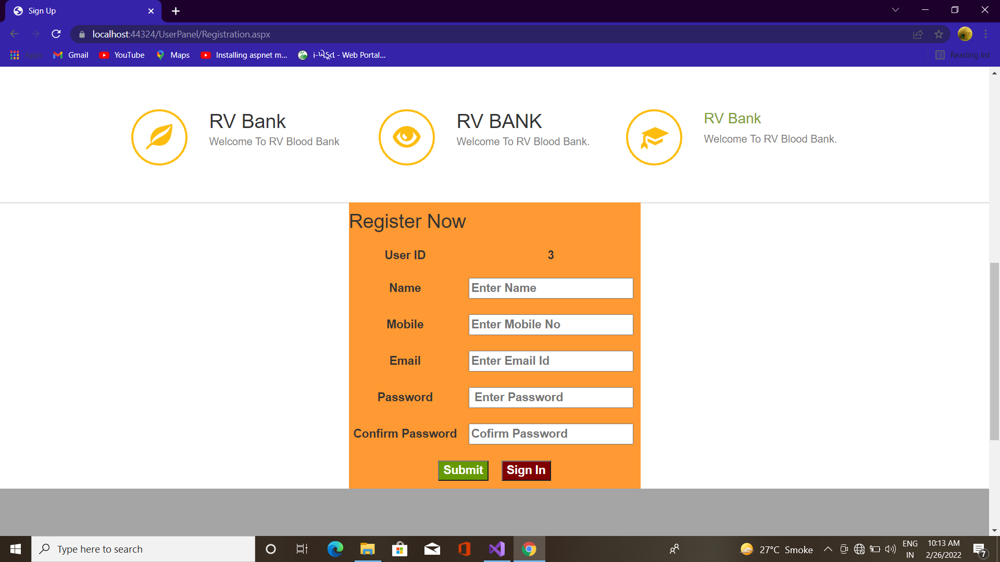 Sign Up
localhost:44324/UserPanel/Registration.aspx
Apps Gmail YouTube Maps Installing aspnet m... i-ખેડૂત - Web Portal... Reading list
RV Bank
Welcome To RV Blood Bank
RV BANK
Welcome To RV Blood Bank.
RV Bank
Welcome To RV Blood Bank.
Register Now
User ID 3
Name Enter Name
Mobile Enter Mobile No
Email Enter Email Id
Password Enter Password
Confirm Password Cofirm Password
Submit Sign In
Type here to search
27°C Smoke
ENG
IN
10:13 AM
2/26/2022
7